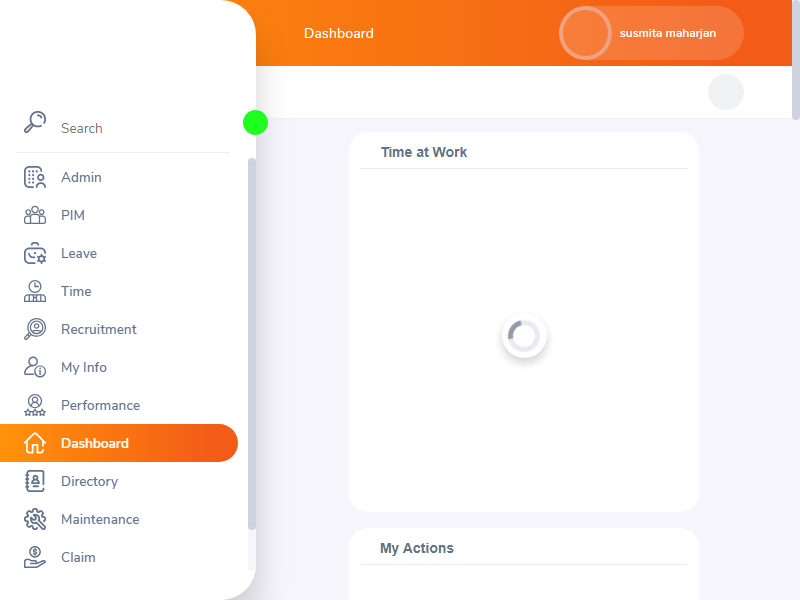 Dashboard
susmita maharjan
Search
Admin
PIM
Leave
Time
Recruitment
My Info
Performance
Dashboard
Directory
Maintenance
Claim
Time at Work
My Actions